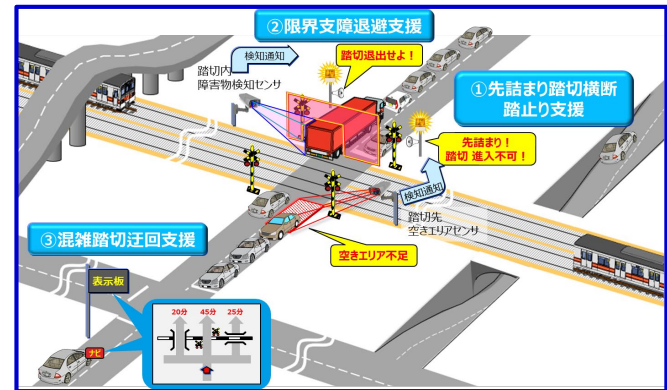 ②限界支障退避支援
検知通知
踏切退出せよ！
踏切内
障害物検知センサ
①先詰まり踏切横断
踏止り支援
先詰まり！
踏切 進入不可！
検知通知
踏切先
空きエリアセンサ
③混雑踏切迂回支援
空きエリア不足
表示板
20分 45分 25分
ナビ